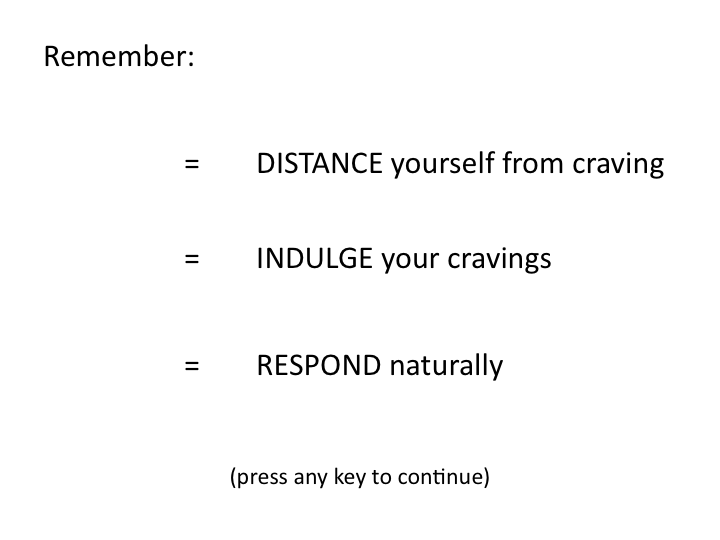 Remember:
= DISTANCE yourself from craving
= INDULGE your cravings
= RESPOND naturally
(press any key to continue)